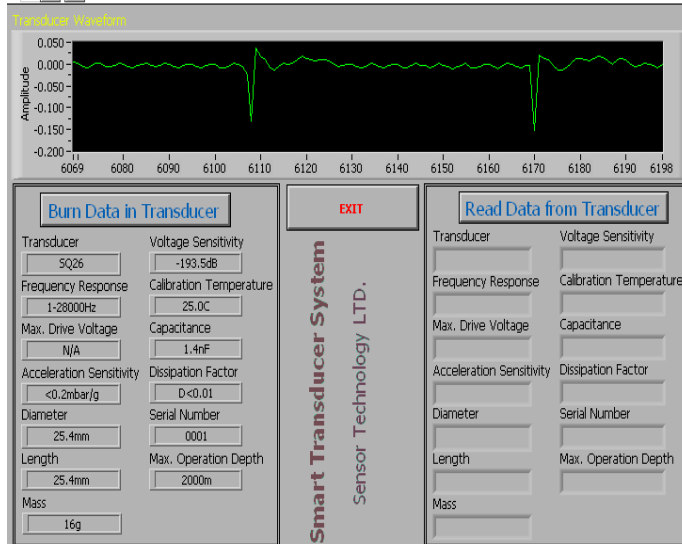 Transducer Waveform
Amplitude
0.050
0.000
-0.050
-0.100
-0.150
-0.200
6069 6080 6090 6100 6110 6120 6130 6140 6150 6160 6170 6180 6190 6198
Burn Data in Transducer
Transducer Voltage Sensitivity
SQ26 -193.5dB
Frequency Response Calibration Temperature
1-28000Hz 25.0C
Max. Drive Voltage Capacitance
N/A 1.4nF
Acceleration Sensitivity Dissipation Factor
<0.2mbar/g D<0.01
Diameter Serial Number
25.4mm 0001
Length Max. Operation Depth
25.4mm 2000m
Mass
16g
EXIT
Smart Transducer System
Sensor Technology LTD.
Read Data from Transducer
Transducer Voltage Sensitivity
Frequency Response Calibration Temperature
Max. Drive Voltage Capacitance
Acceleration Sensitivity Dissipation Factor
Diameter Serial Number
Length Max. Operation Depth
Mass